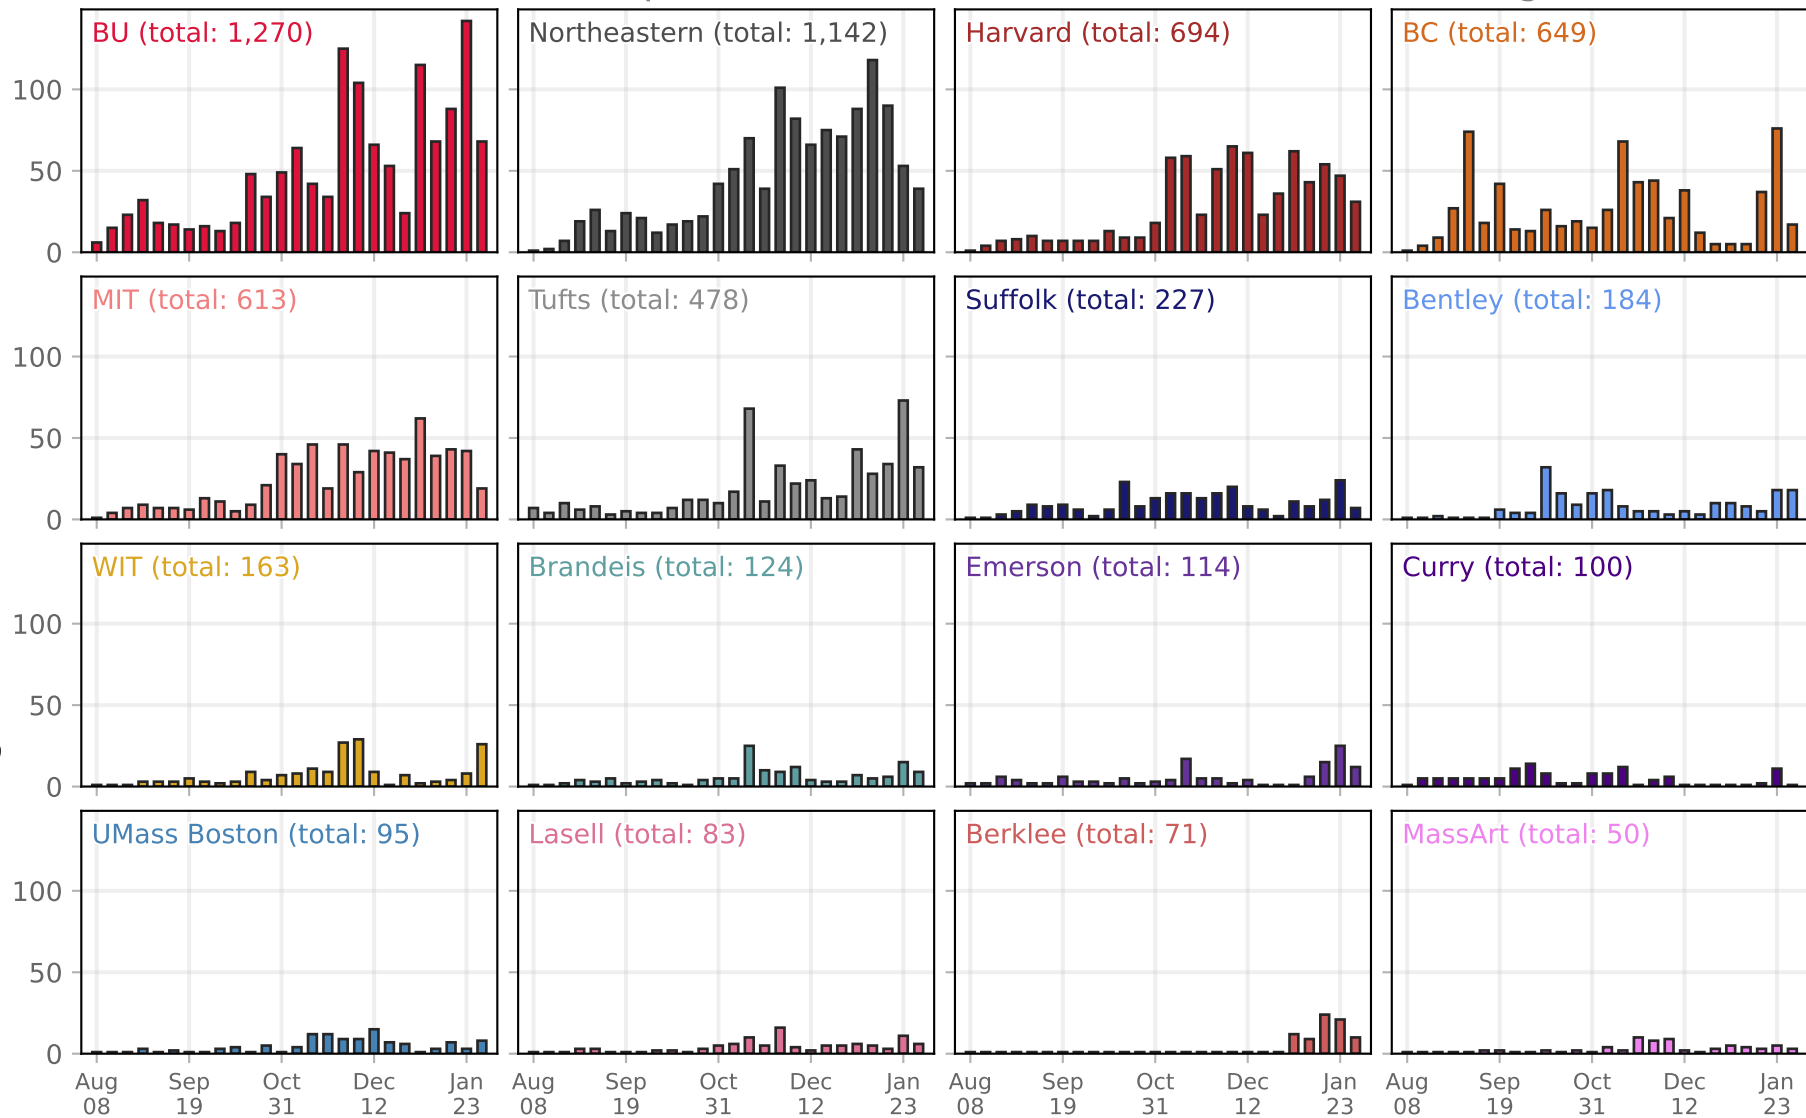 BU (total: 1,270)
Northeastern (total: 1,142)
Harvard (total: 694)
BC (total: 649)
100
50
0
MIT (total: 613)
Tufts (total: 478)
Suffolk (total: 227)
Bentley (total: 184)
100
50
0
WIT (total: 163)
Brandeis (total: 124)
Emerson (total: 114)
Curry (total: 100)
100
50
0
UMass Boston (total: 95)
Lasell (total: 83)
Berklee (total: 71)
MassArt (total: 50)
100
50
0
Aug Sep Oct Dec Jan Aug Sep Oct Dec Jan Aug Sep Oct Dec Jan Aug Sep Oct Dec Jan
08 19 31 12 23 08 19 31 12 23 08 19 31 12 23 08 19 31 12 23